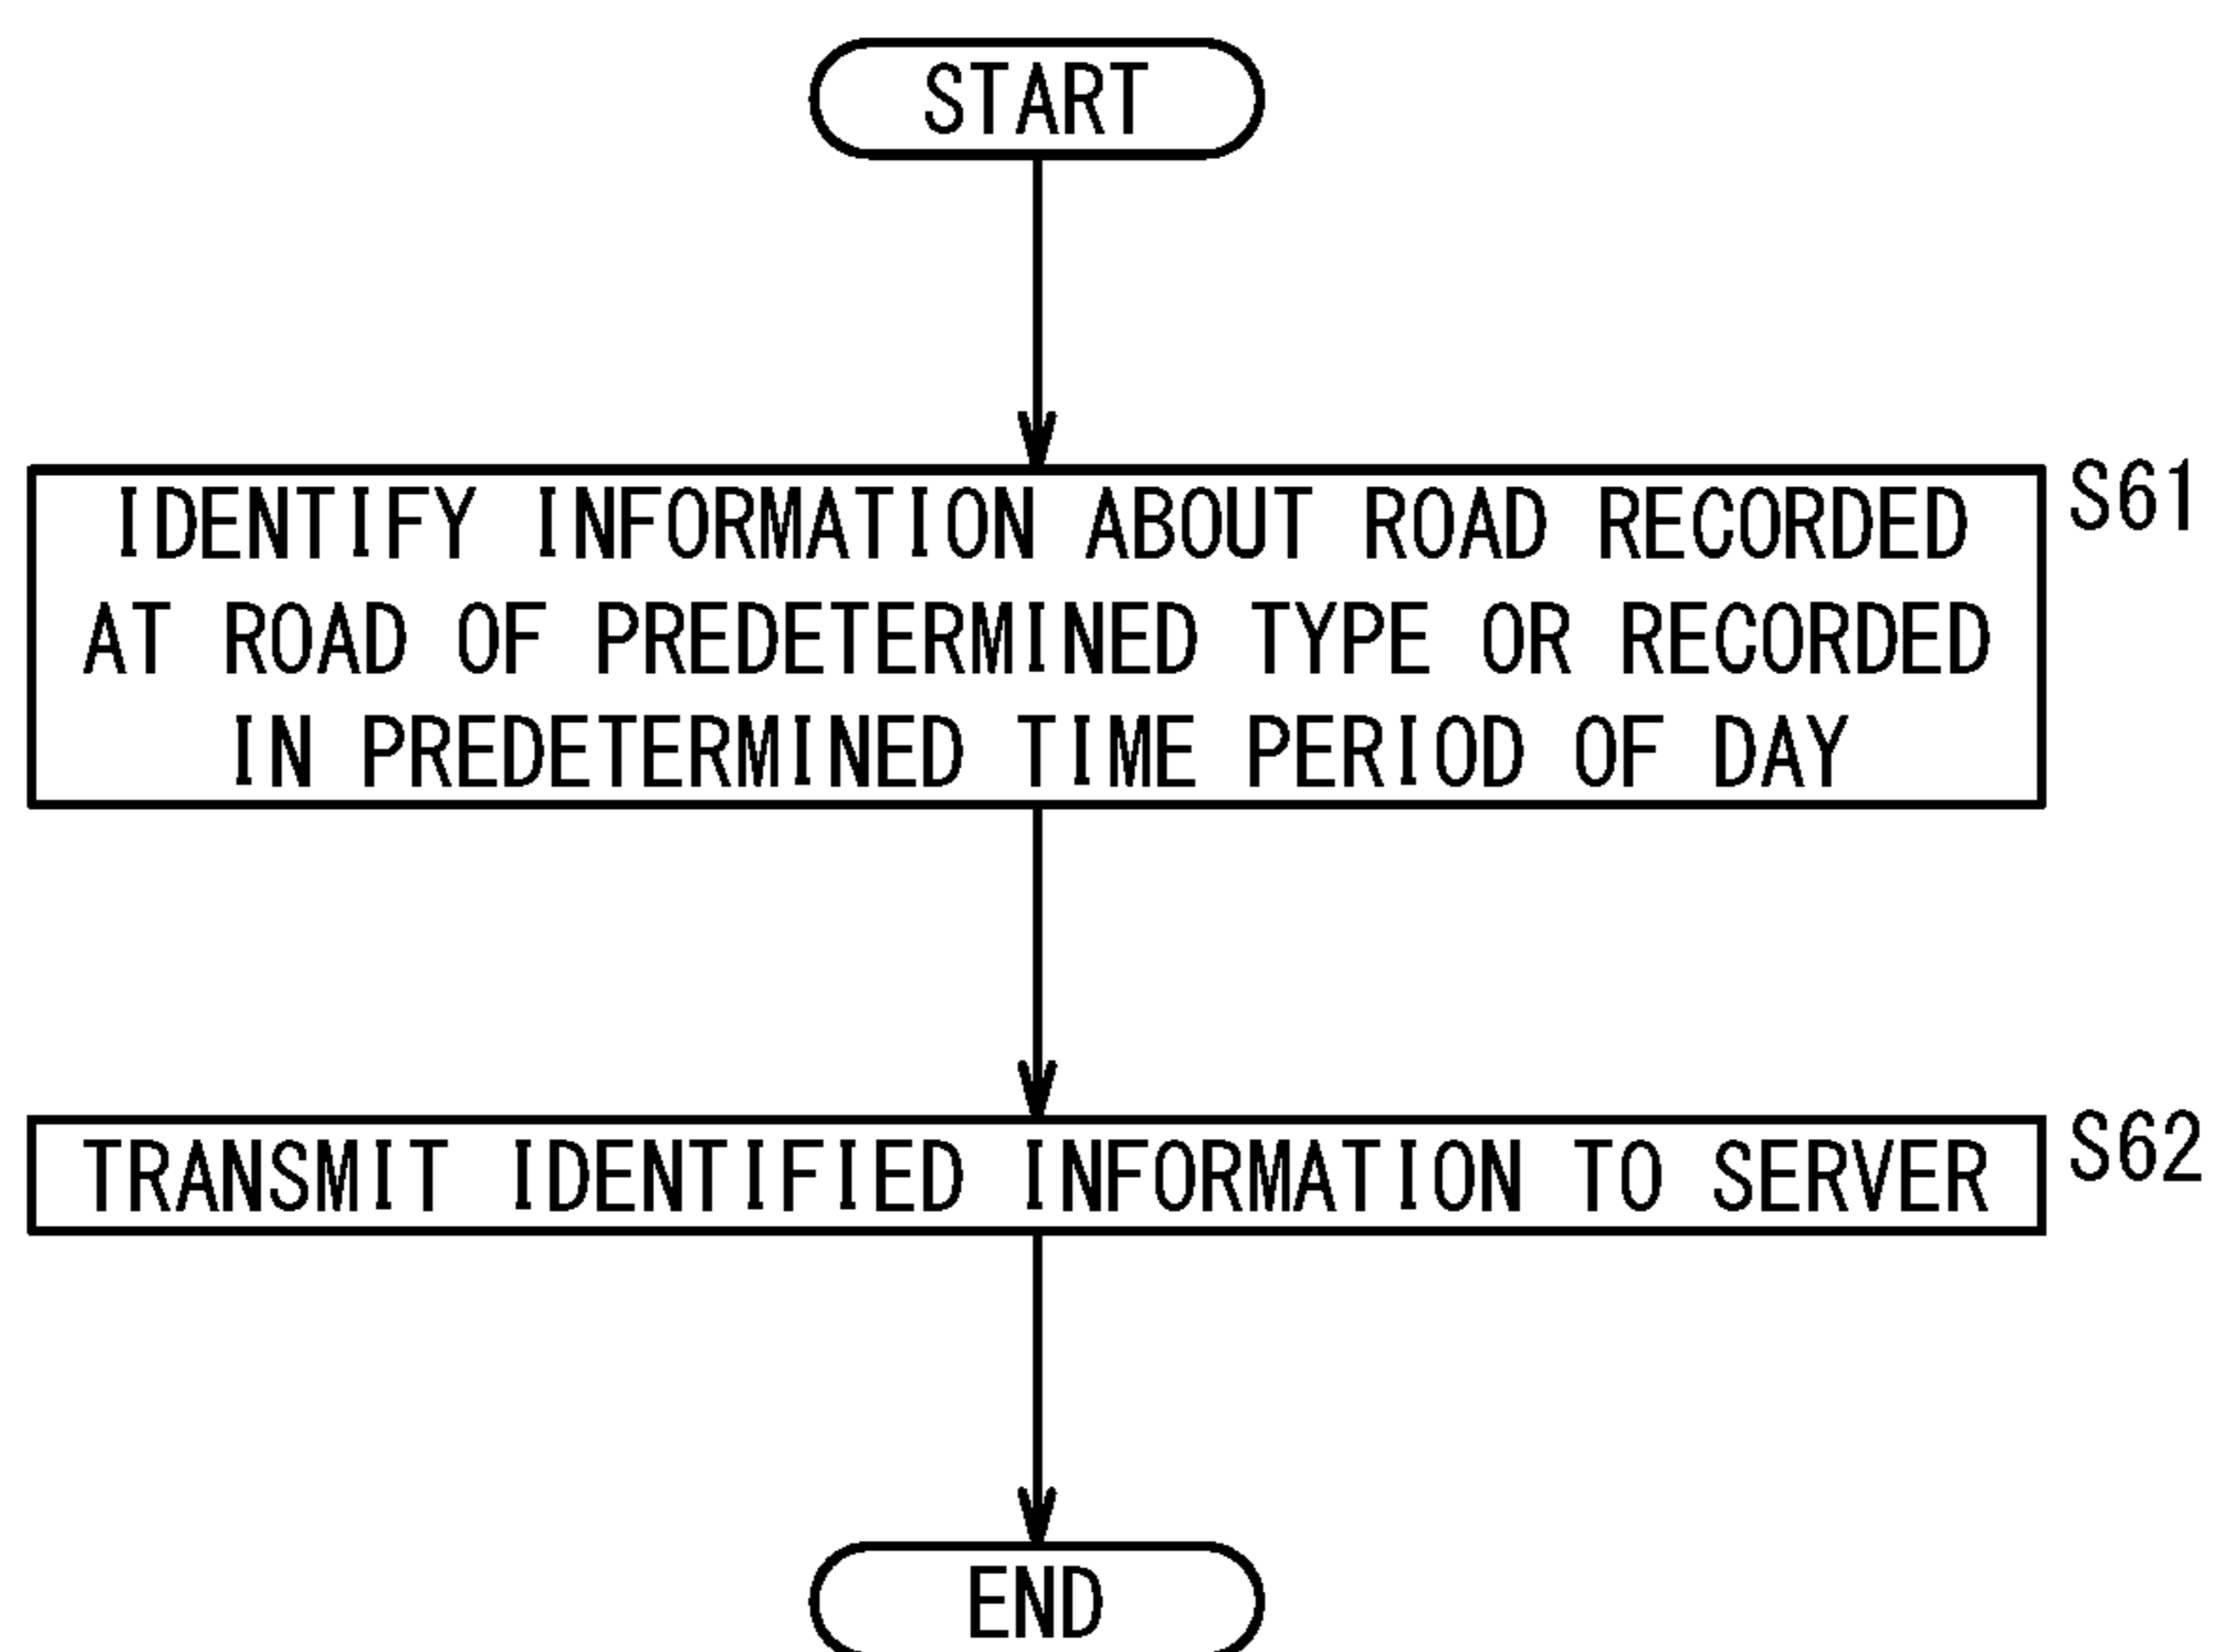 START
IDENTIFY INFORMATION ABOUT ROAD RECORDED
AT ROAD OF PREDETERMINED TYPE OR RECORDED
IN PREDETERMINED TIME PERIOD OF DAY
S61
TRANSMIT IDENTIFIED INFORMATION TO SERVER
S62
END